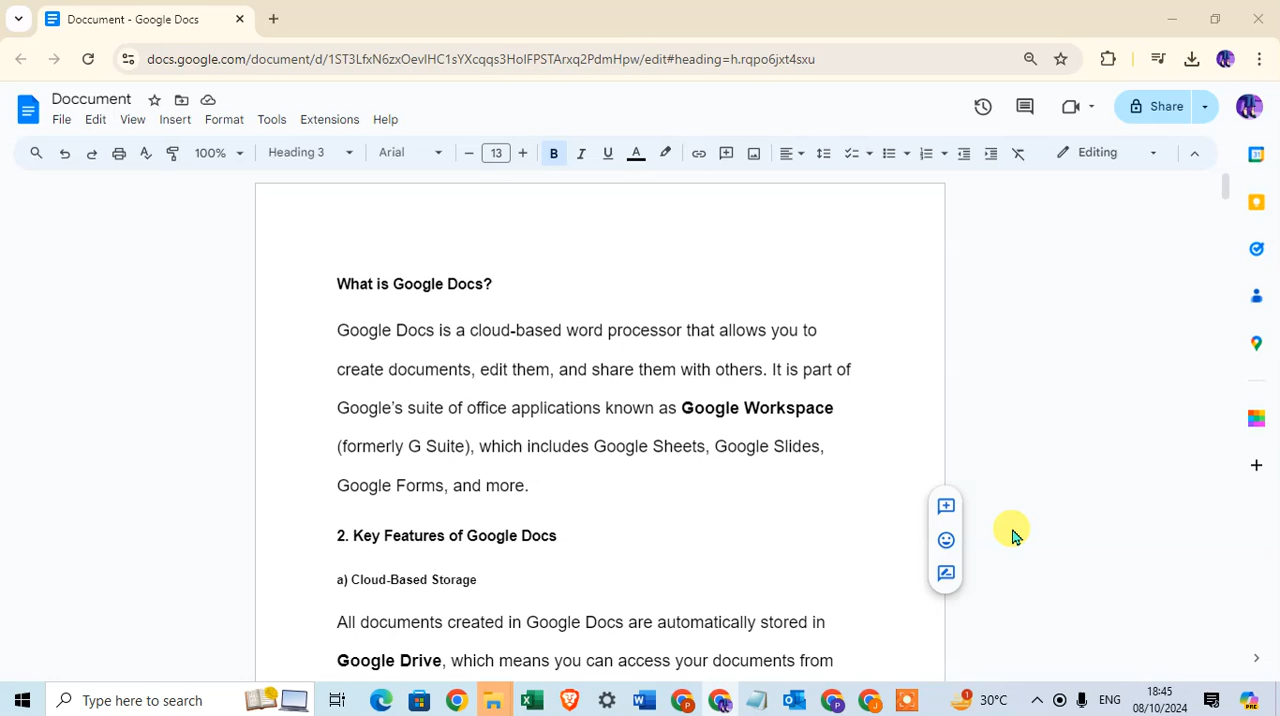 Doccument - Google Docs
docs.google.com/document/d/1ST3LfxN6zxOevIHC1sYXcqqs3HoIFPSTArxq2PdmHpw/edit#heading=h.rqpo6jxt4sxu
Doccument
Share
File Edit View Insert Format Tools Extensions Help
100% Heading 3 Arial 13 B I U A Editing
What is Google Docs?
Google Docs is a cloud-based word processor that allows you to
create documents, edit them, and share them with others. It is part of
Google’s suite of office applications known as Google Workspace
(formerly G Suite), which includes Google Sheets, Google Slides,
Google Forms, and more.
2. Key Features of Google Docs
a) Cloud-Based Storage
All documents created in Google Docs are automatically stored in
Google Drive, which means you can access your documents from
Type here to search
30°C
ENG
18:45
08/10/2024